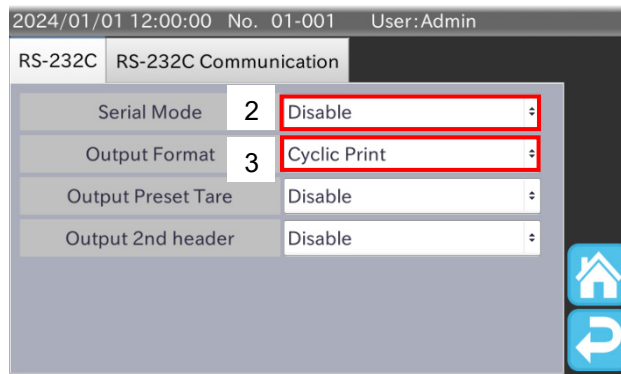 2024/01/01 12:00:00 No. 01-001 User:Admin
RS-232C RS-232C Communication
Serial Mode 2 Disable
Output Format 3 Cyclic Print
Output Preset Tare Disable
Output 2nd header Disable